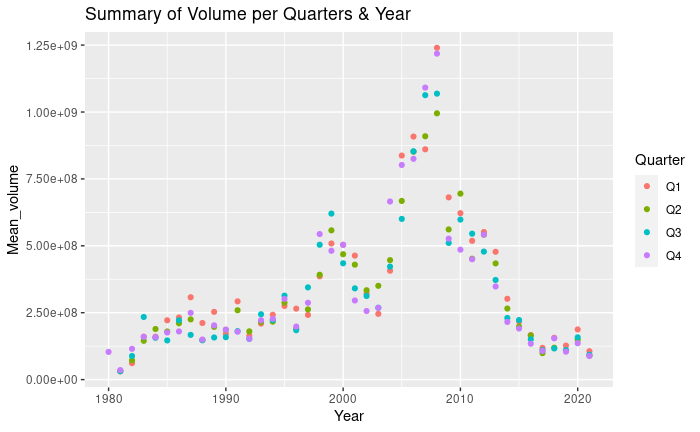 Summary of Volume per Quarters & Year
1.25e+09
1.00e+09
7.50e+08
5.00e+08
2.50e+08
0.00e+00
Mean_volume
1980 1990 2000 2010 2020
Year
Quarter
Q1
Q2
Q3
Q4